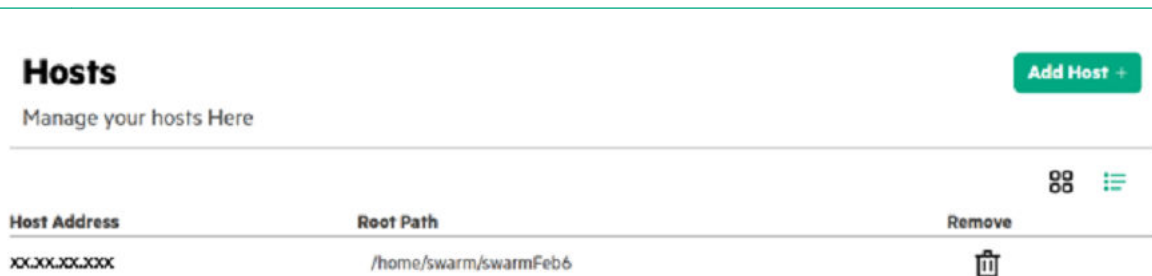 Hosts
Add Host +
Manage your hosts Here
Host Address Root Path Remove
XX.XX.XX.XXX /home/swarm/swarmFeb6